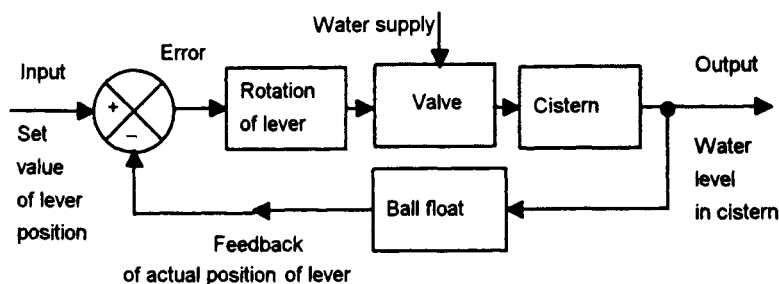 Water supply
Input
Error
Output
+
−
Rotation
of lever
Valve
Cistern
Set
value
of lever
position
Water
level
in cistern
Ball float
Feedback
of actual position of lever